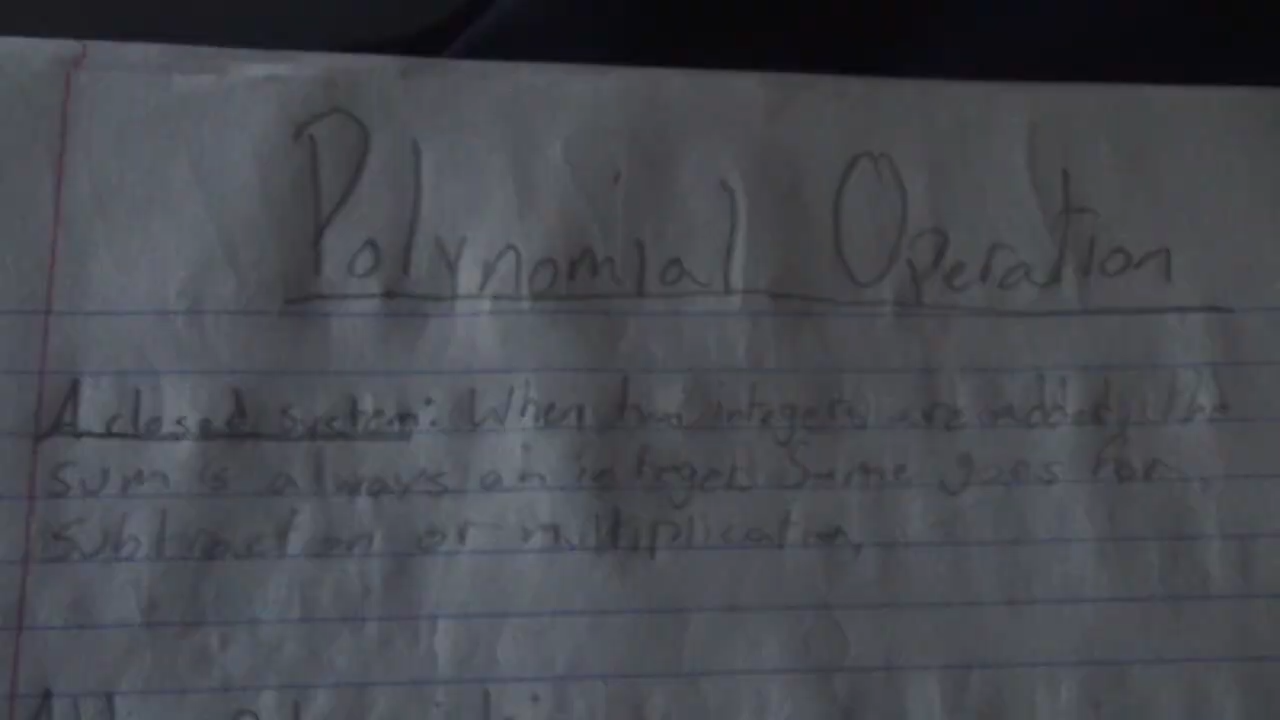 Polynomial Operation
A closed system: When two integers are added, the
sum is always an integer. Same goes for
subtraction or multiplication.